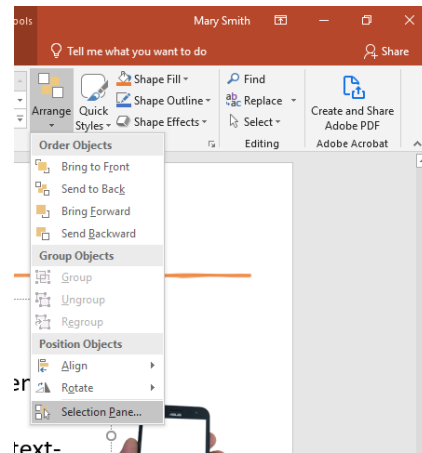 ools
Mary Smith
Tell me what you want to do
Share
Arrange
Quick
Styles
Shape Fill
Shape Outline
Shape Effects
Find
Replace
Select
Editing
Create and Share
Adobe PDF
Adobe Acrobat
Order Objects
Bring to Front
Send to Back
Bring Forward
Send Backward
Group Objects
Group
Ungroup
Regroup
Position Objects
Align
Rotate
Selection Pane...
en
text-